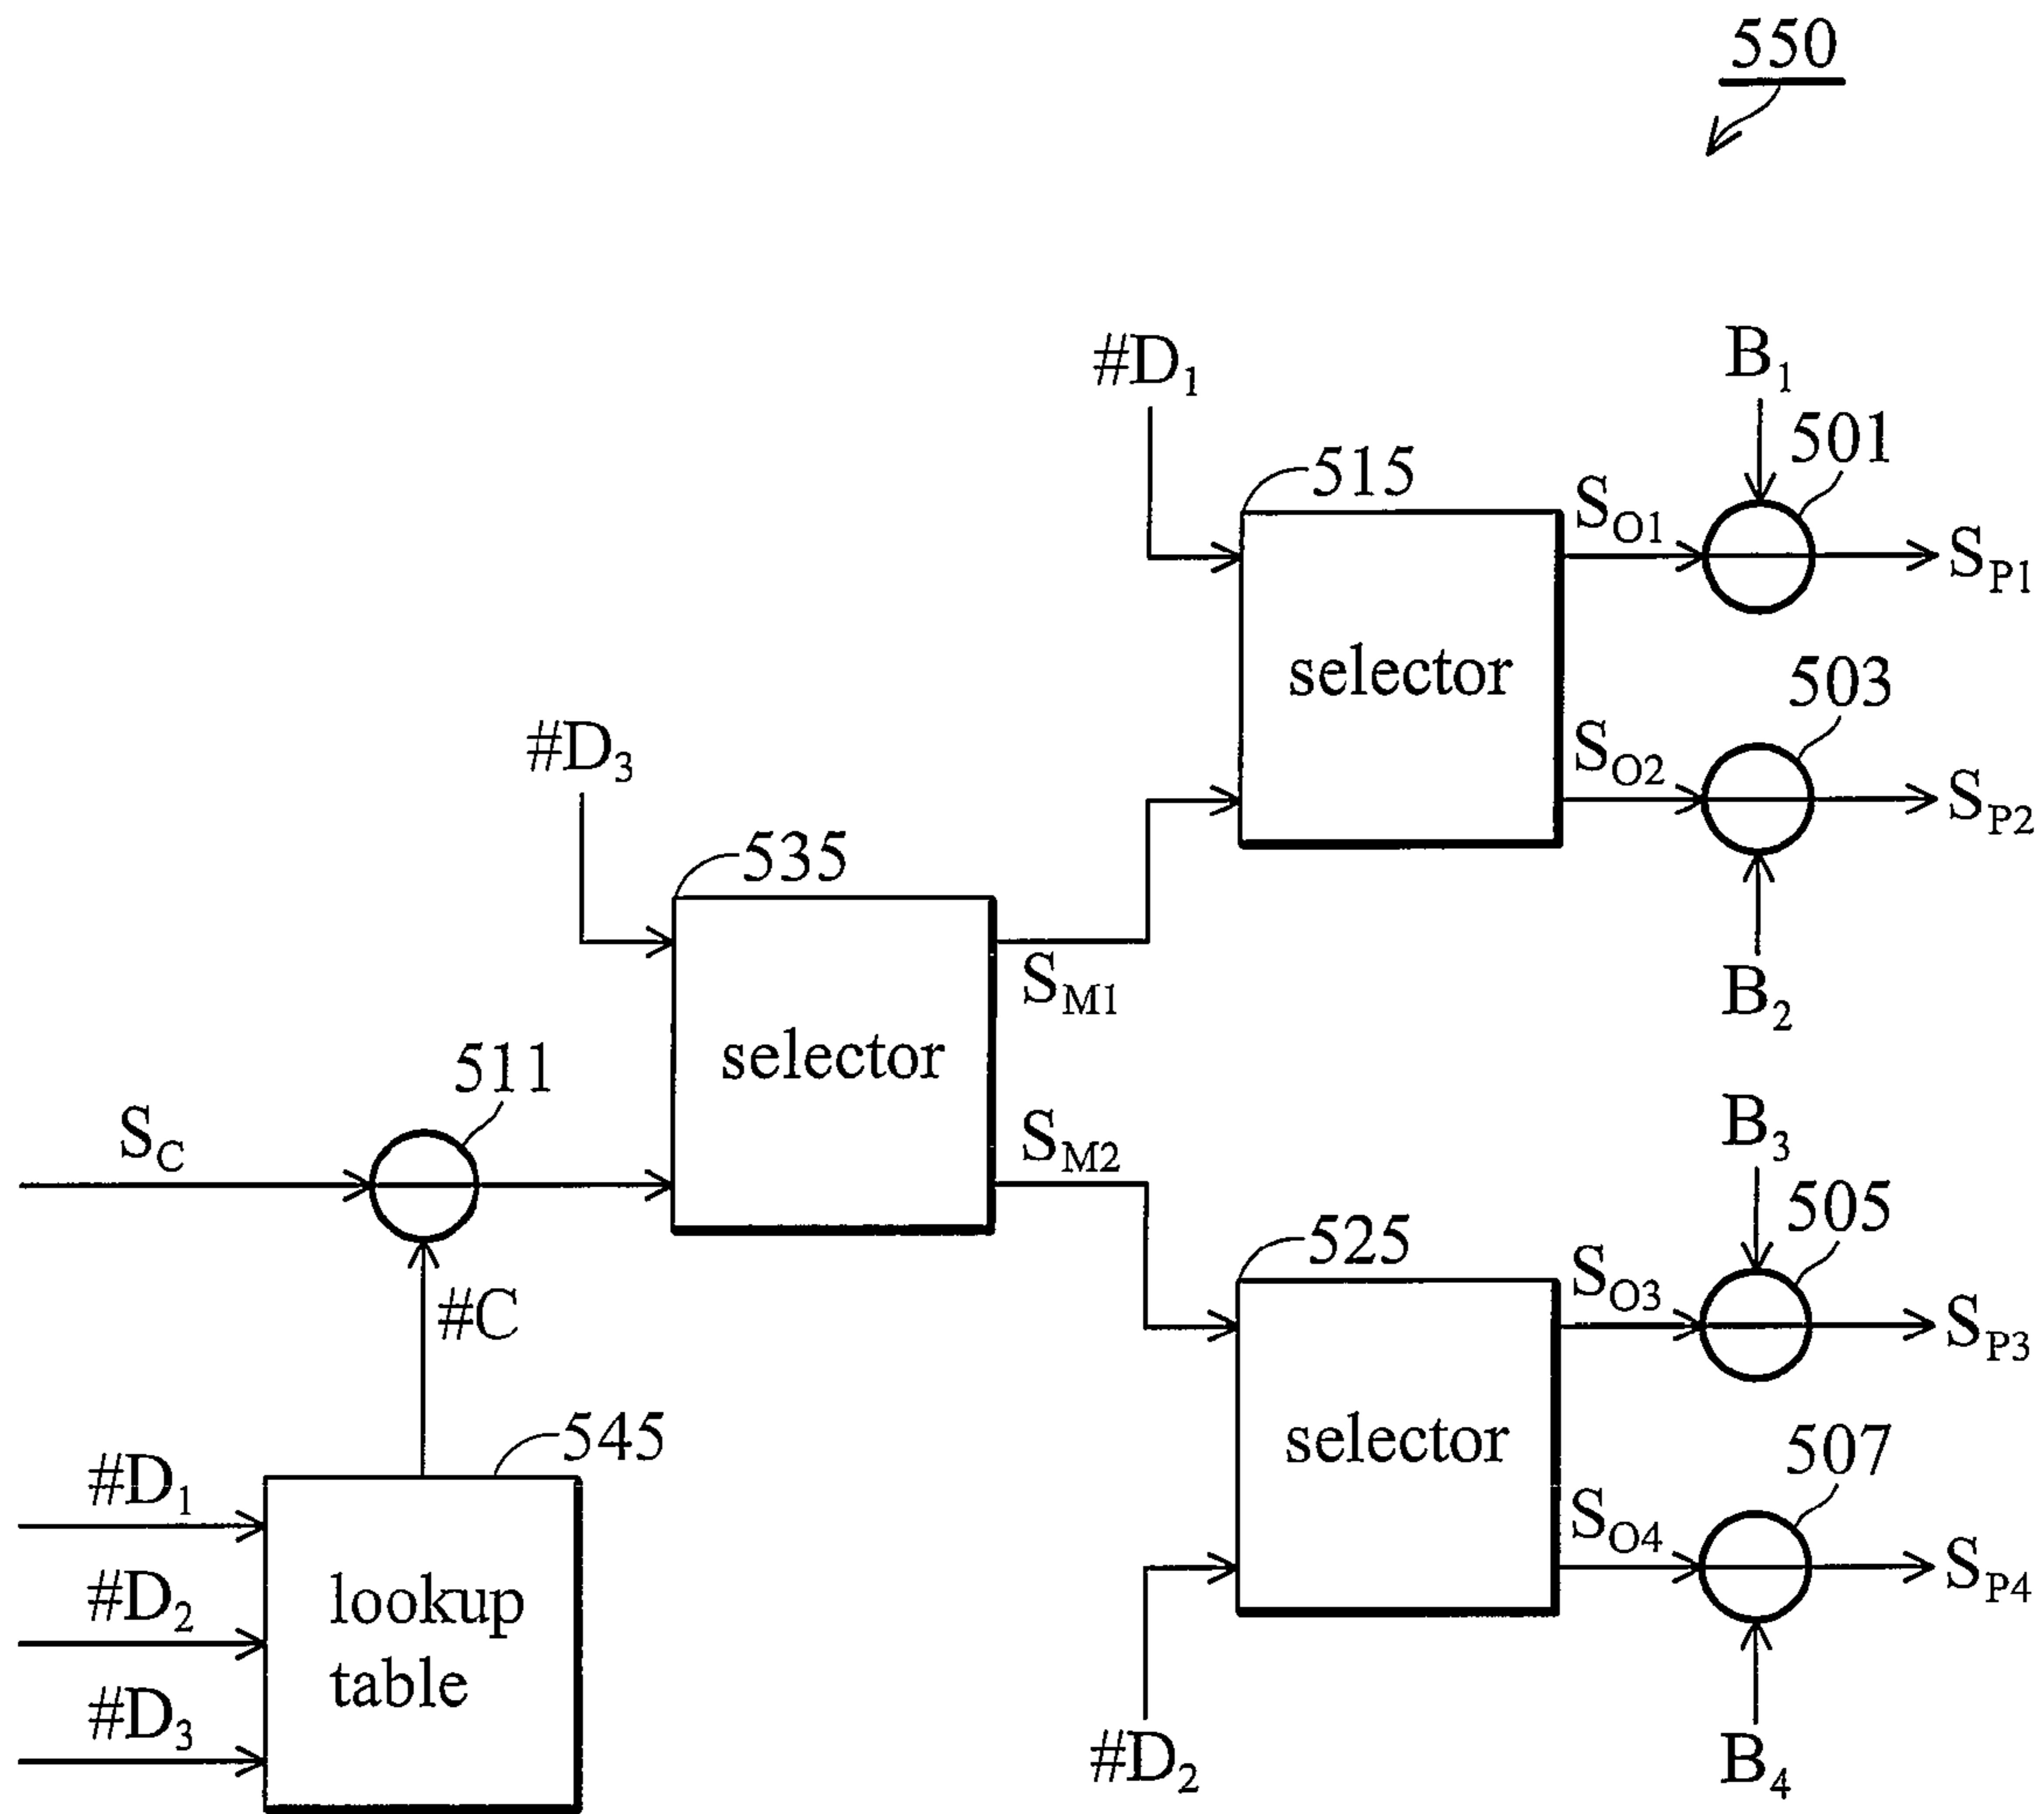 550
#D1
B1
501
515
SO1
SP1
selector
503
#D3
SO2
SP2
535
SM1
B2
selector
511
SC
SM2
B3
505
525
SO3
SP3
#C
selector
507
545
#D1
SO4
SP4
#D2
lookup
table
#D3
#D2
B4